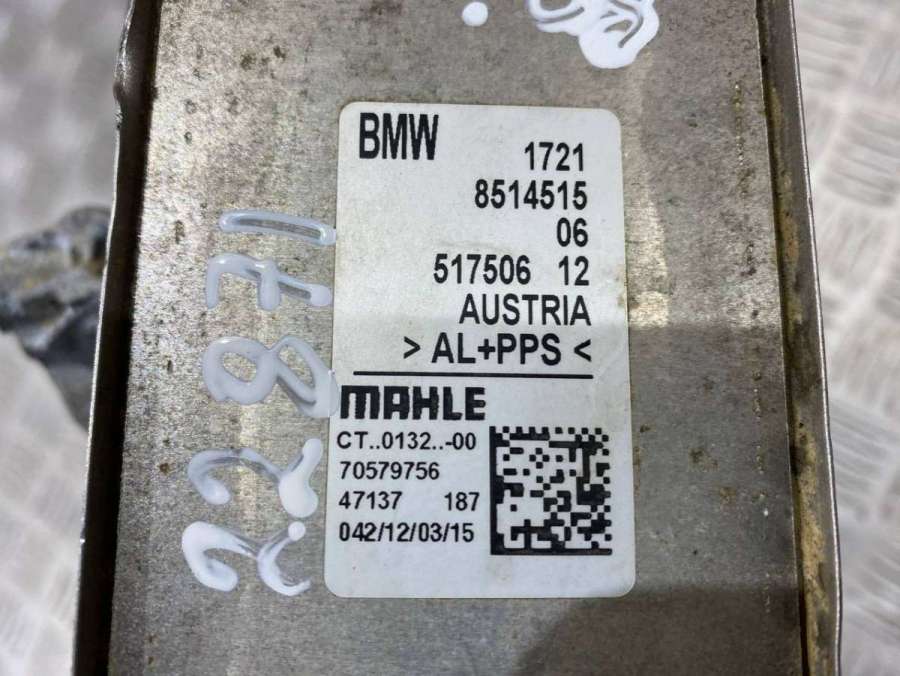 BMW 1721
8514515
06
517506 12
AUSTRIA
> AL+PPS <
MAHLE
CT..0132..-00
70579756
47137 187
042/12/03/15
22871